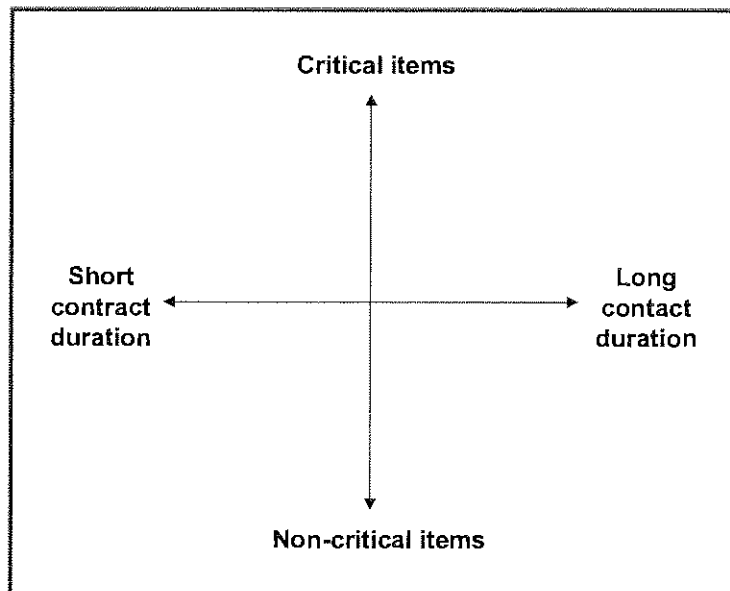 Critical items
Short
contract
duration
Long
contact
duration
Non-critical items